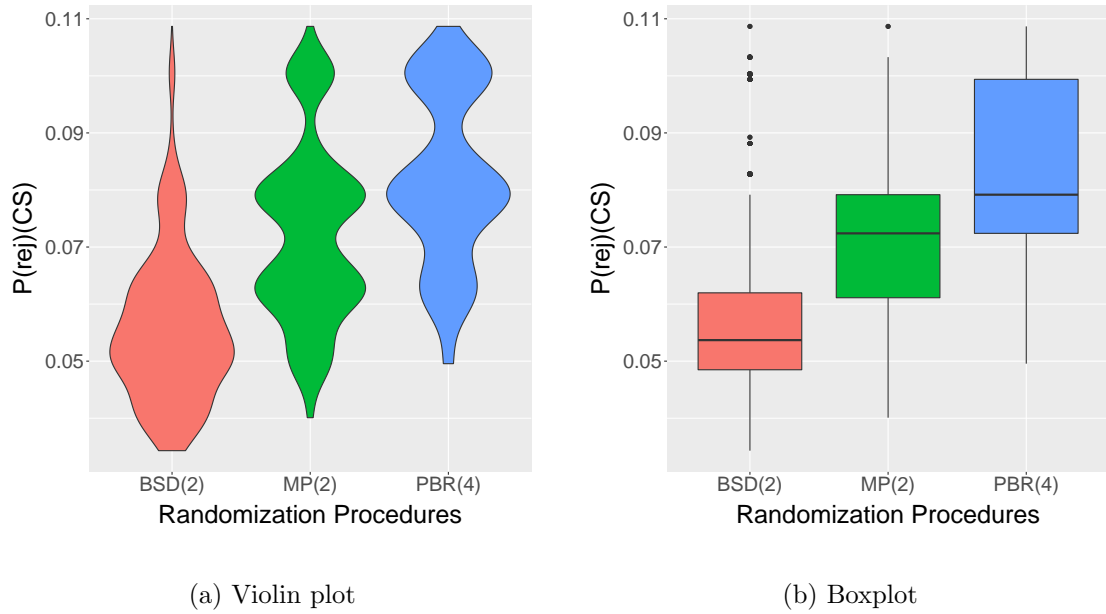 0.11
0.09
0.07
0.05
P(rej)(CS)
BSD(2) MP(2) PBR(4)
Randomization Procedures
(a) Violin plot
0.11
0.09
0.07
0.05
P(rej)(CS)
BSD(2) MP(2) PBR(4)
Randomization Procedures
(b) Boxplot